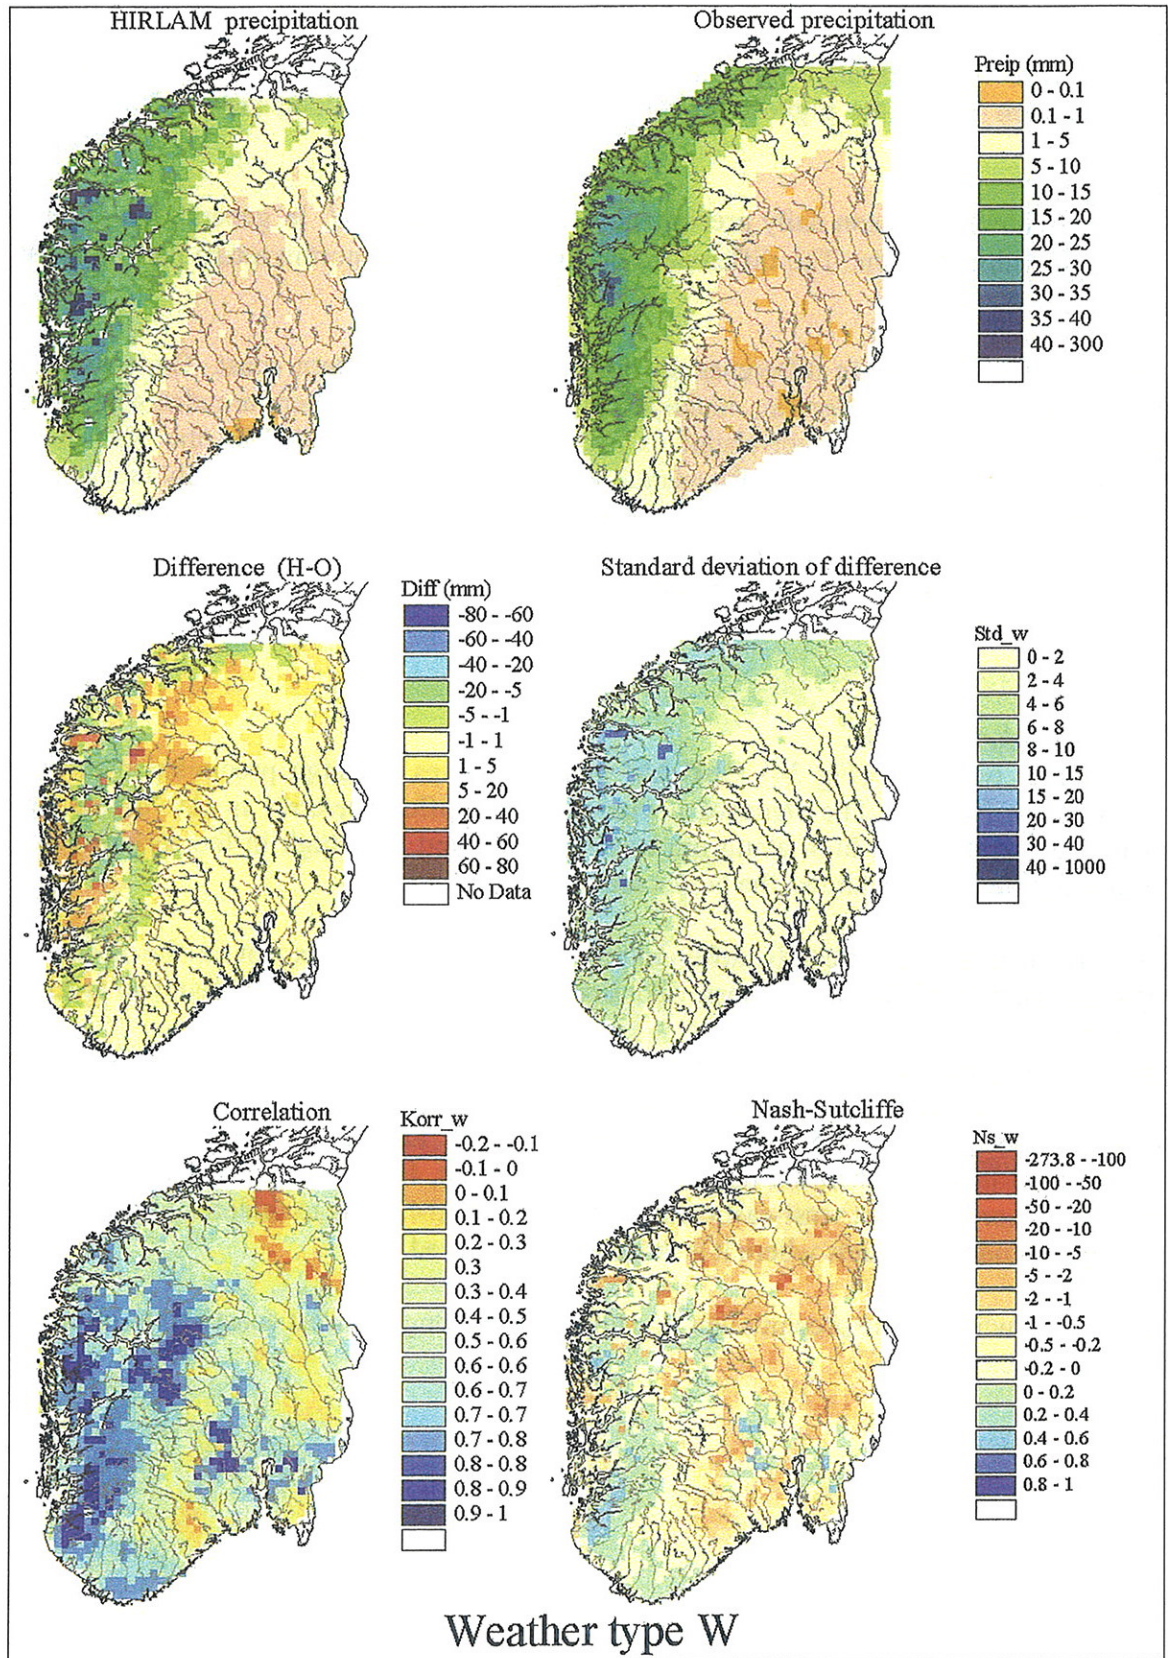 HIRLAM precipitation
Observed precipitation
Preip (mm)
0 - 0.1
0.1 - 1
1 - 5
5 - 10
10 - 15
15 - 20
20 - 25
25 - 30
30 - 35
35 - 40
40 - 300
Difference (H-O)
Diff (mm)
-80 - -60
-60 - -40
-40 - -20
-20 - -5
-5 - -1
-1 - 1
1 - 5
5 - 20
20 - 40
40 - 60
60 - 80
No Data
Standard deviation of difference
Std_w
0 - 2
2 - 4
4 - 6
6 - 8
8 - 10
10 - 15
15 - 20
20 - 30
30 - 40
40 - 1000
Correlation
Korr_w
-0.2 - -0.1
-0.1 - 0
0 - 0.1
0.1 - 0.2
0.2 - 0.3
0.3
0.3 - 0.4
0.4 - 0.5
0.5 - 0.6
0.6 - 0.6
0.6 - 0.7
0.7 - 0.7
0.7 - 0.8
0.8 - 0.8
0.8 - 0.9
0.9 - 1
Nash-Sutcliffe
Ns_w
-273.8 - -100
-100 - -50
-50 - -20
-20 - -10
-10 - -5
-5 - -2
-2 - -1
-1 - -0.5
-0.5 - -0.2
-0.2 - 0
0 - 0.2
0.2 - 0.4
0.4 - 0.6
0.6 - 0.8
0.8 - 1
Weather type W